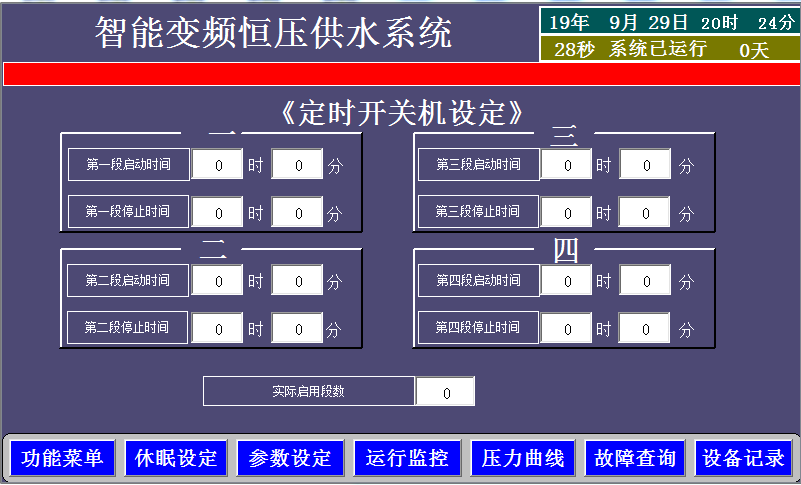 智能变频恒压供水系统
19年 9月 29日 20时 24分
28秒 系统已运行 0天
《定时开关机设定》
一
第一段启动时间 0 时 0 分
第一段停止时间 0 时 0 分
三
第三段启动时间 0 时 0 分
第三段停止时间 0 时 0 分
二
第二段启动时间 0 时 0 分
第二段停止时间 0 时 0 分
四
第四段启动时间 0 时 0 分
第四段停止时间 0 时 0 分
实际启用段数 0
功能菜单 休眠设定 参数设定 运行监控 压力曲线 故障查询 设备记录